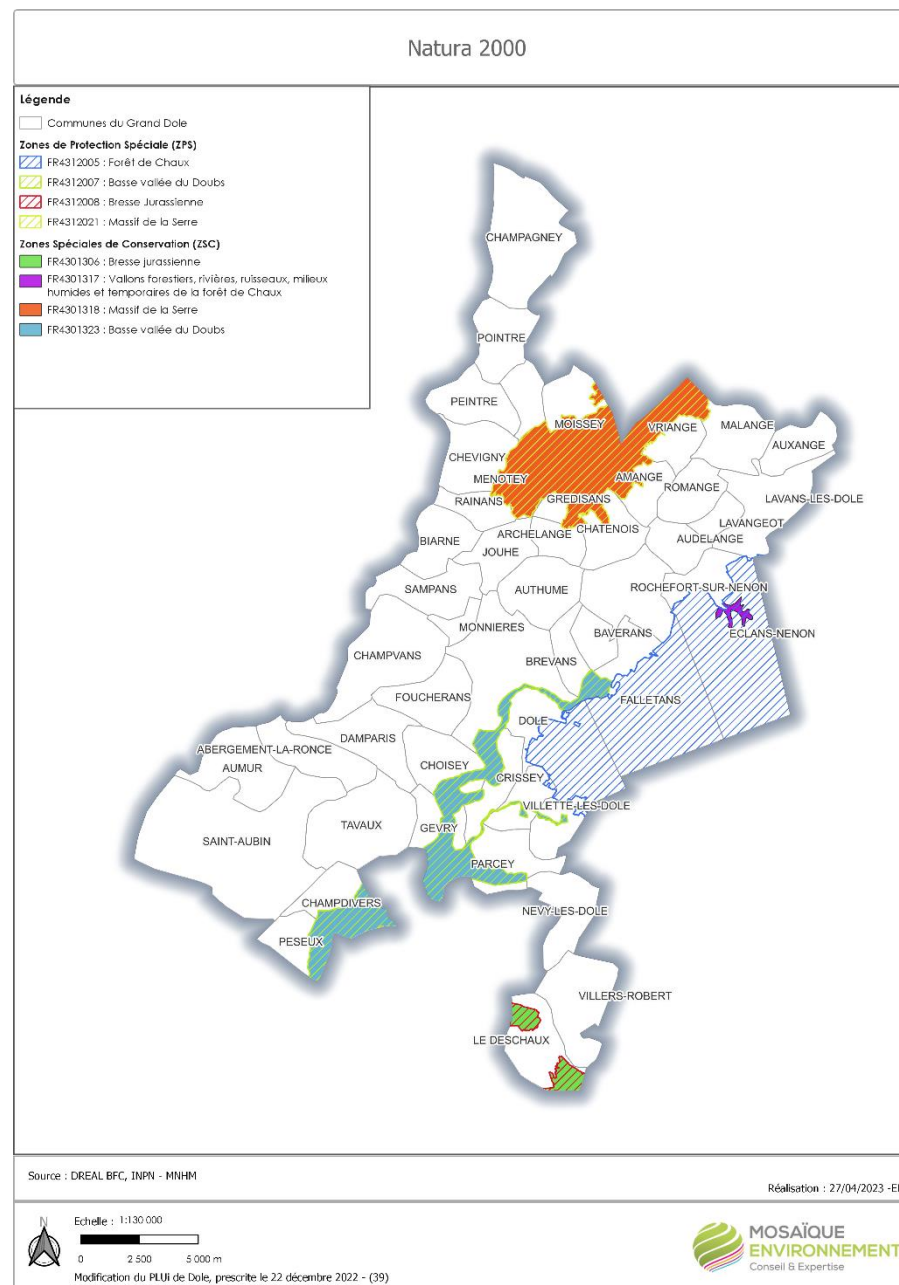 Natura 2000
Légende
Communes du Grand Dole
Zones de Protection Spéciale (ZPS)
FR4312005 : Forêt de Chaux
FR4312007 : Basse vallée du Doubs
FR4312008 : Bresse Jurassienne
FR4312021 : Massif de la Serre
Zones Spéciales de Conservation (ZSC)
FR4301306 : Bresse jurassienne
FR4301317 : Vallons forestiers, rivières, ruisseaux, milieux
humides et temporaires de la forêt de Chaux
FR4301318 : Massif de la Serre
FR4301323 : Basse vallée du Doubs
CHAMPAGNEY
POINTRE
PEINTRE
MOISSEY
VRIANGE
MALANGE
AUXANGE
CHEVIGNY
MENOTEY
AMANGE
ROMANGE
RAINANS
GREDISANS
LAVANS-LES-DOLE
CHATENOIS
LAVANGEOT
ARCHELANGE
AUDELANGE
BIARNE
JOUHE
SAMPANS
AUTHUME
ROCHEFORT-SUR-NENON
MONNIERES
BAVERANS
ECLANS-NENON
CHAMPVANS
BREVANS
FOUCHERANS
FALLETANS
DOLE
DAMPARIS
ABERGEMENT-LA-RONCE
AUMUR
CHOISEY
CRISSEY
VILLETTE-LES-DOLE
TAVAUX
GEVRY
SAINT-AUBIN
PARCEY
CHAMPDIVERS
NEVY-LES-DOLE
PESEUX
VILLERS-ROBERT
LE DESCHAUX
Source : DREAL BFC, INPN - MNHM
Réalisation : 27/04/2023 -EI
N
Echelle : 1:130 000
0 2 500 5 000 m
Modification du PLUi de Dole, prescrite le 22 décembre 2022 - (39)
MOSAÏQUE
ENVIRONNEMENT
Conseil & Expertise